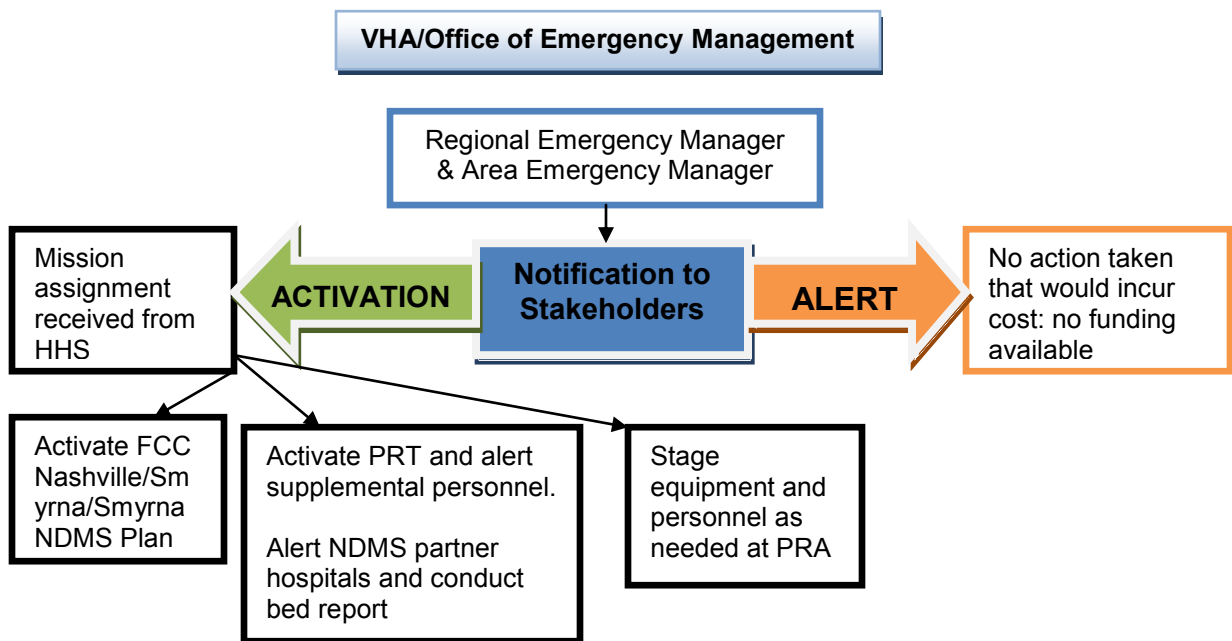 VHA/Office of Emergency Management
Regional Emergency Manager
& Area Emergency Manager
Mission
assignment
received from
HHS
ACTIVATION
Notification to
Stakeholders
ALERT
No action taken
that would incur
cost: no funding
available
Activate FCC
Nashville/Sm
yrna/Smyrna
NDMS Plan
Activate PRT and alert
supplemental personnel.
Alert NDMS partner
hospitals and conduct
bed report
Stage
equipment and
personnel as
needed at PRA